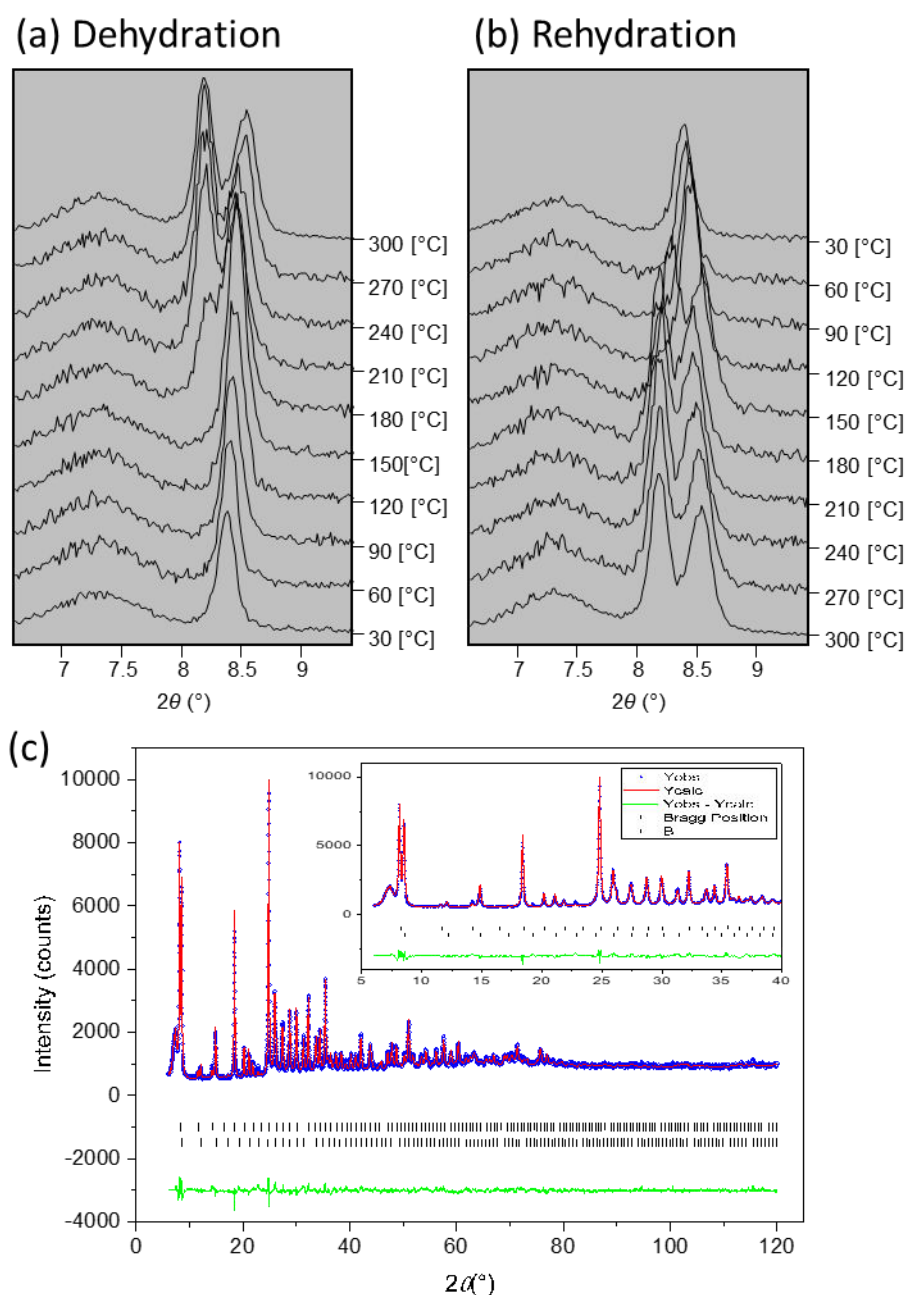 (a) Dehydration
(b) Rehydration
300 [°C]
270 [°C]
240 [°C]
210 [°C]
180 [°C]
150[°C]
120 [°C]
90 [°C]
60 [°C]
30 [°C]
7 7.5 8 8.5 9
2θ (°)
30 [°C]
60 [°C]
90 [°C]
120 [°C]
150 [°C]
180 [°C]
210 [°C]
240 [°C]
270 [°C]
300 [°C]
7 7.5 8 8.5 9
2θ (°)
(c)
10000
8000
6000
4000
2000
0
-2000
-4000
Intensity (counts)
0 20 40 60 80 100 120
2θ(°)
10000
5000
0
5 10 15 20 25 30 35 40
Yobs
Ycalc
Yobs - Ycalc
Bragg Position
B